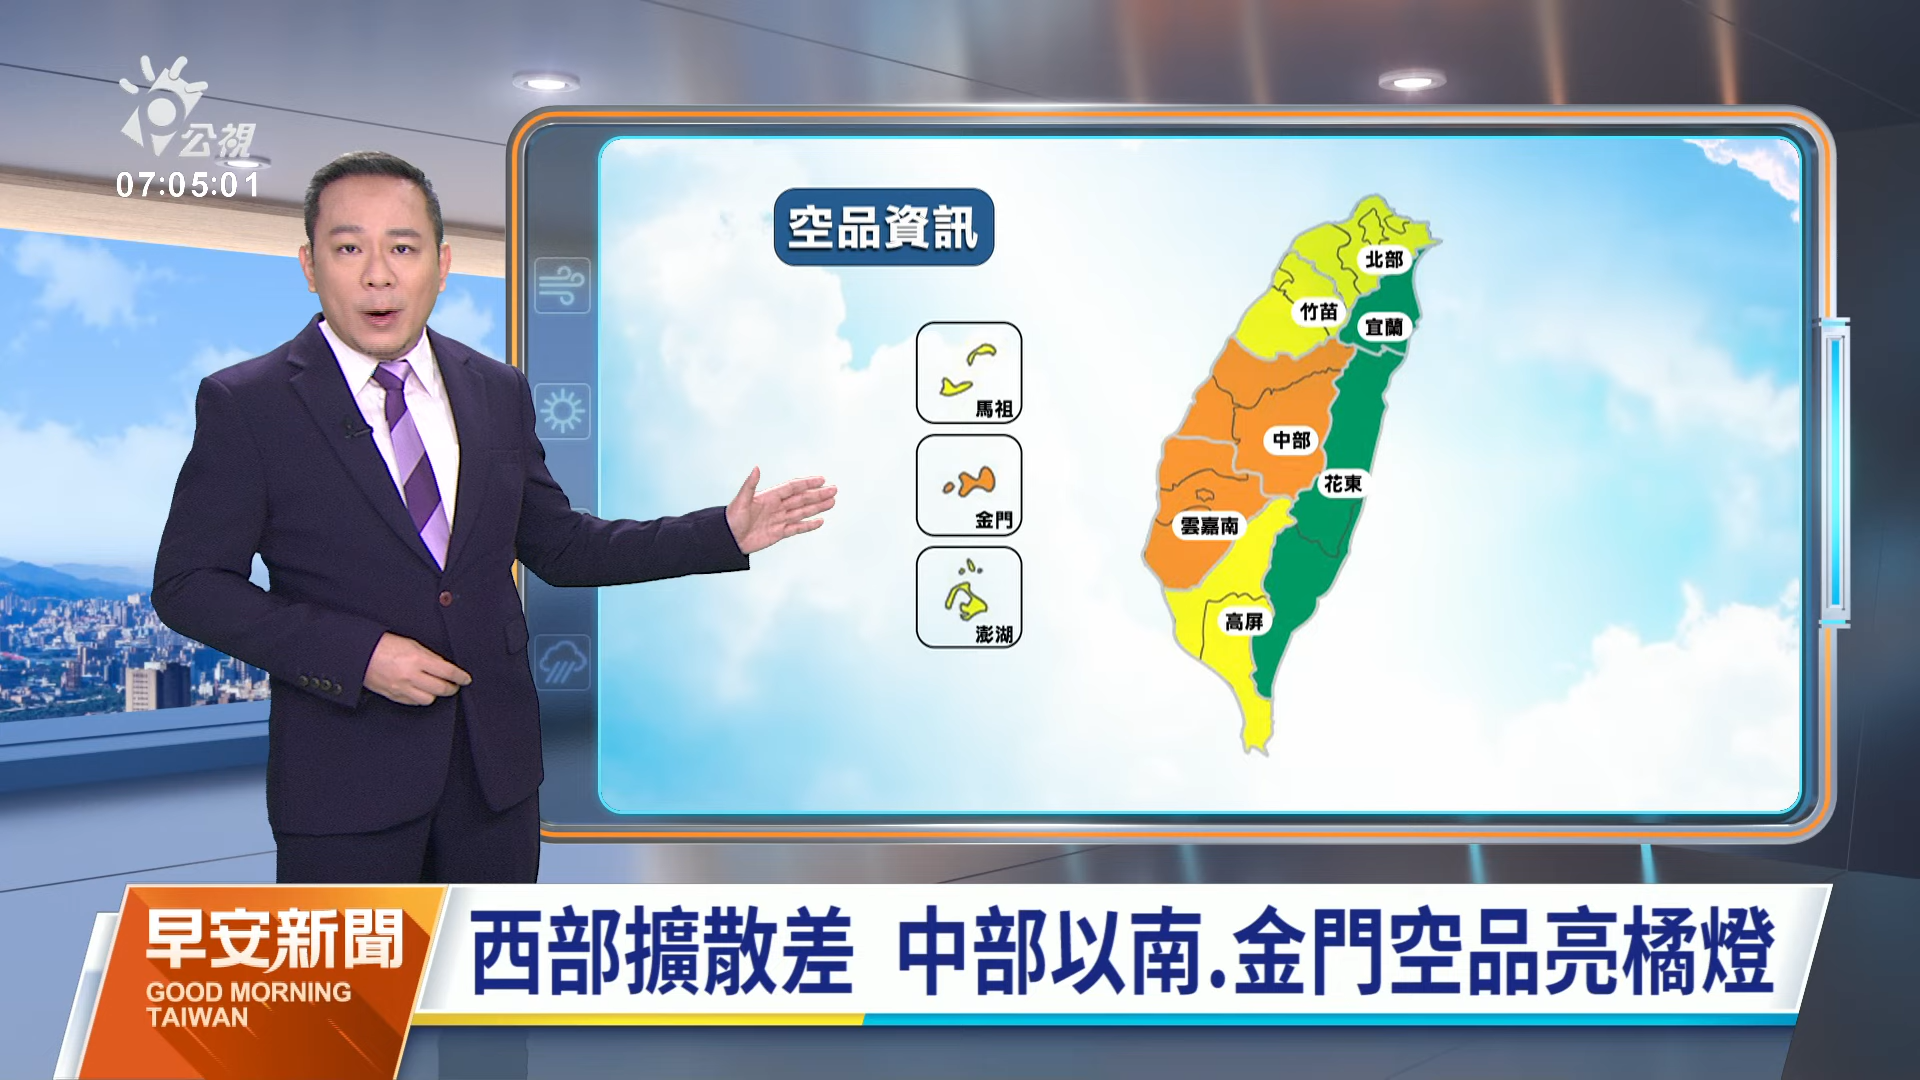 公視
07:05:01
空品資訊
北部
竹苗
宜蘭
馬祖
中部
花東
金門
雲嘉南
高屏
澎湖
早安新聞
GOOD MORNING
TAIWAN
西部擴散差 中部以南.金門空品亮橘燈